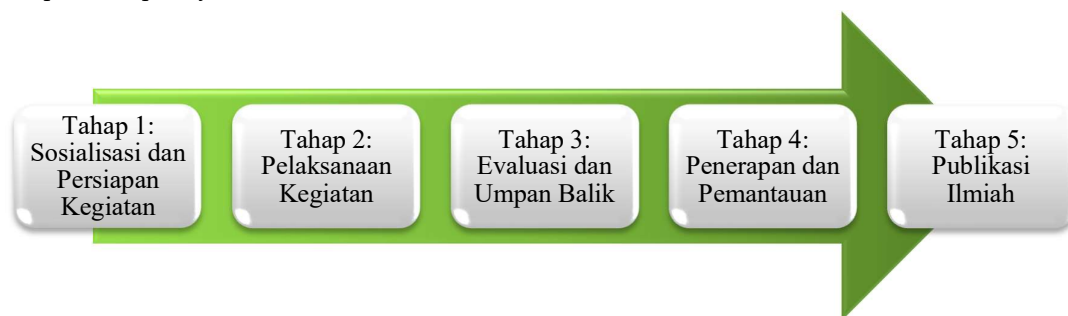 Tahap 1:
Sosialisasi dan
Persiapan
Kegiatan
Tahap 2:
Pelaksanaan
Kegiatan
Tahap 3:
Evaluasi dan
Umpan Balik
Tahap 4:
Penerapan dan
Pemantauan
Tahap 5:
Publikasi
Ilmiah